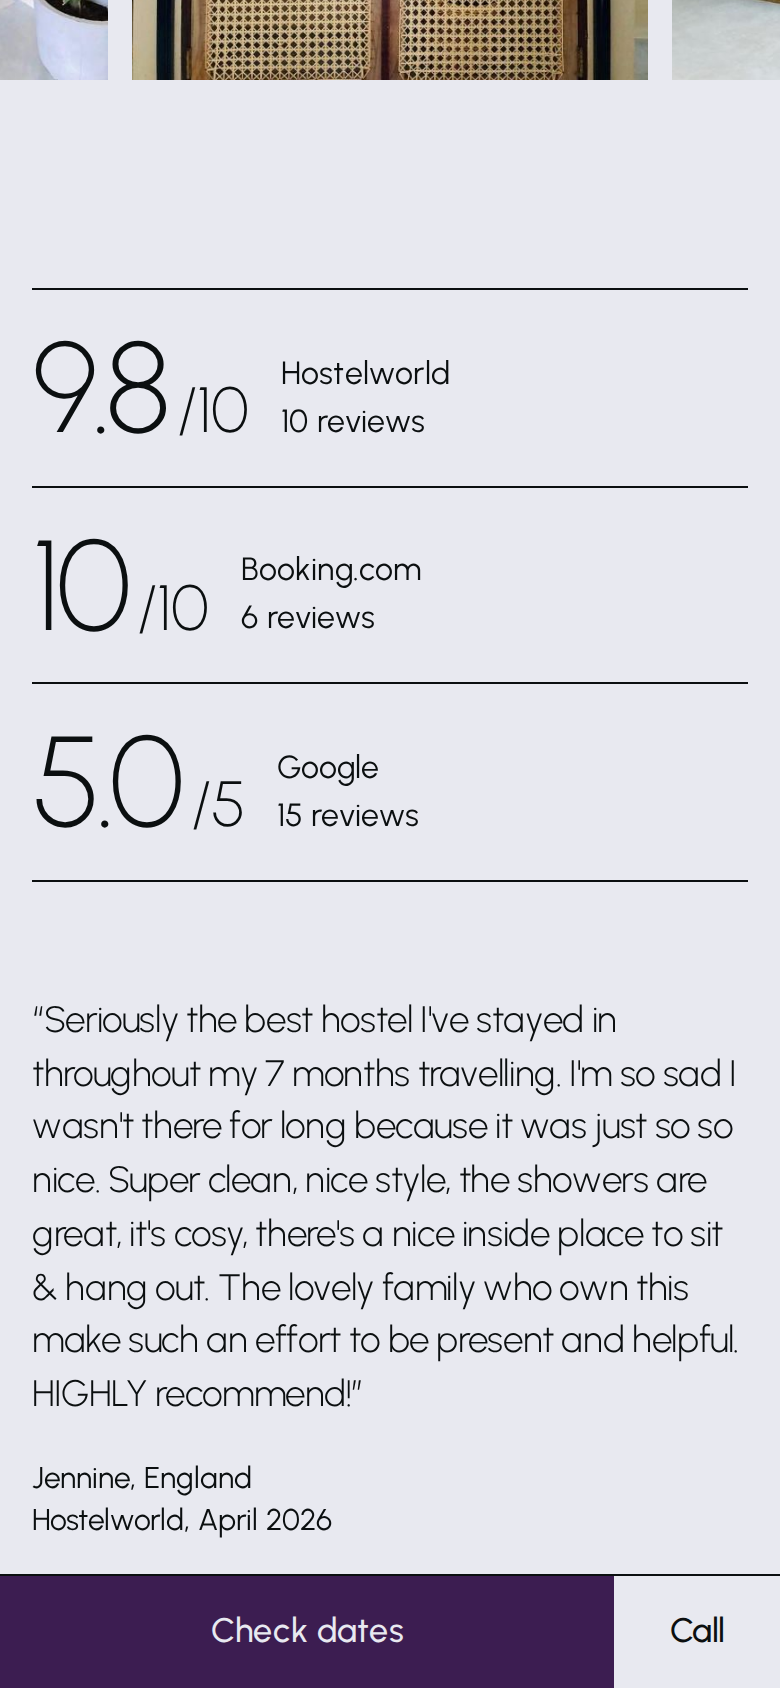 9.8/10
Hostelworld
10 reviews
10/10
Booking.com
6 reviews
5.0/5
Google
15 reviews
“Seriously the best hostel I've stayed in
throughout my 7 months travelling. I'm so sad I
wasn't there for long because it was just so so
nice. Super clean, nice style, the showers are
great, it's cosy, there's a nice inside place to sit
& hang out. The lovely family who own this
make such an effort to be present and helpful.
HIGHLY recommend!”
Jennine, England
Hostelworld, April 2026
Check dates
Call